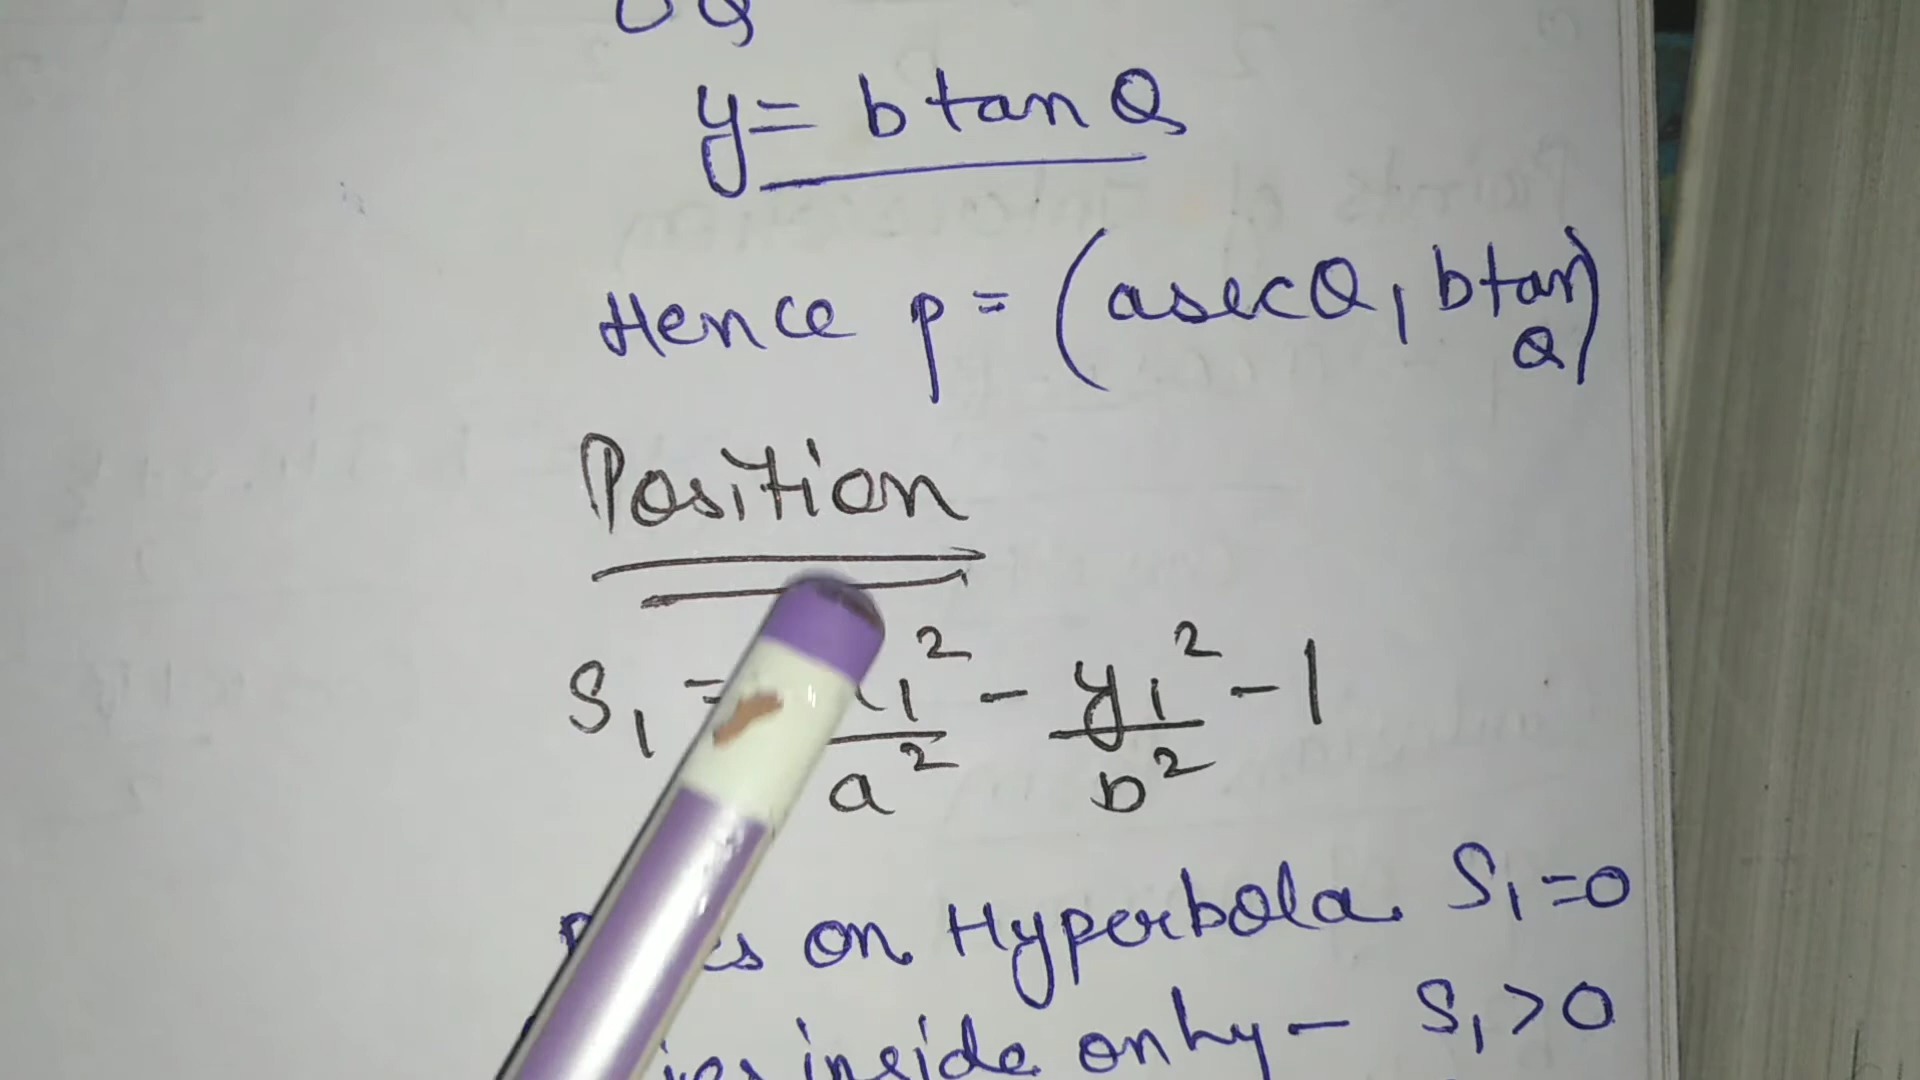 y = b tan Q
Hence p = (a sec Q, b tan Q)
Position
S₁ = x₁²/a² - y₁²/b² - 1
on Hyperbola S₁=0
inside only - S₁>0